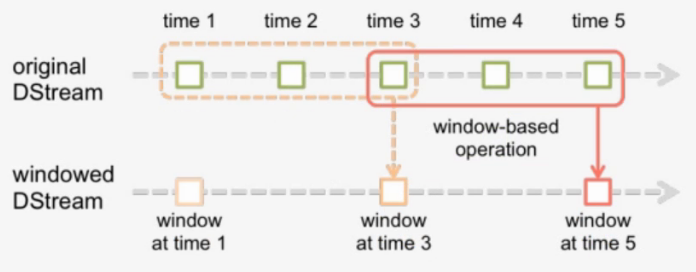 time 1 time 2 time 3 time 4 time 5
original
DStream
window-based
operation
windowed
DStream
window
at time 1
window
at time 3
window
at time 5